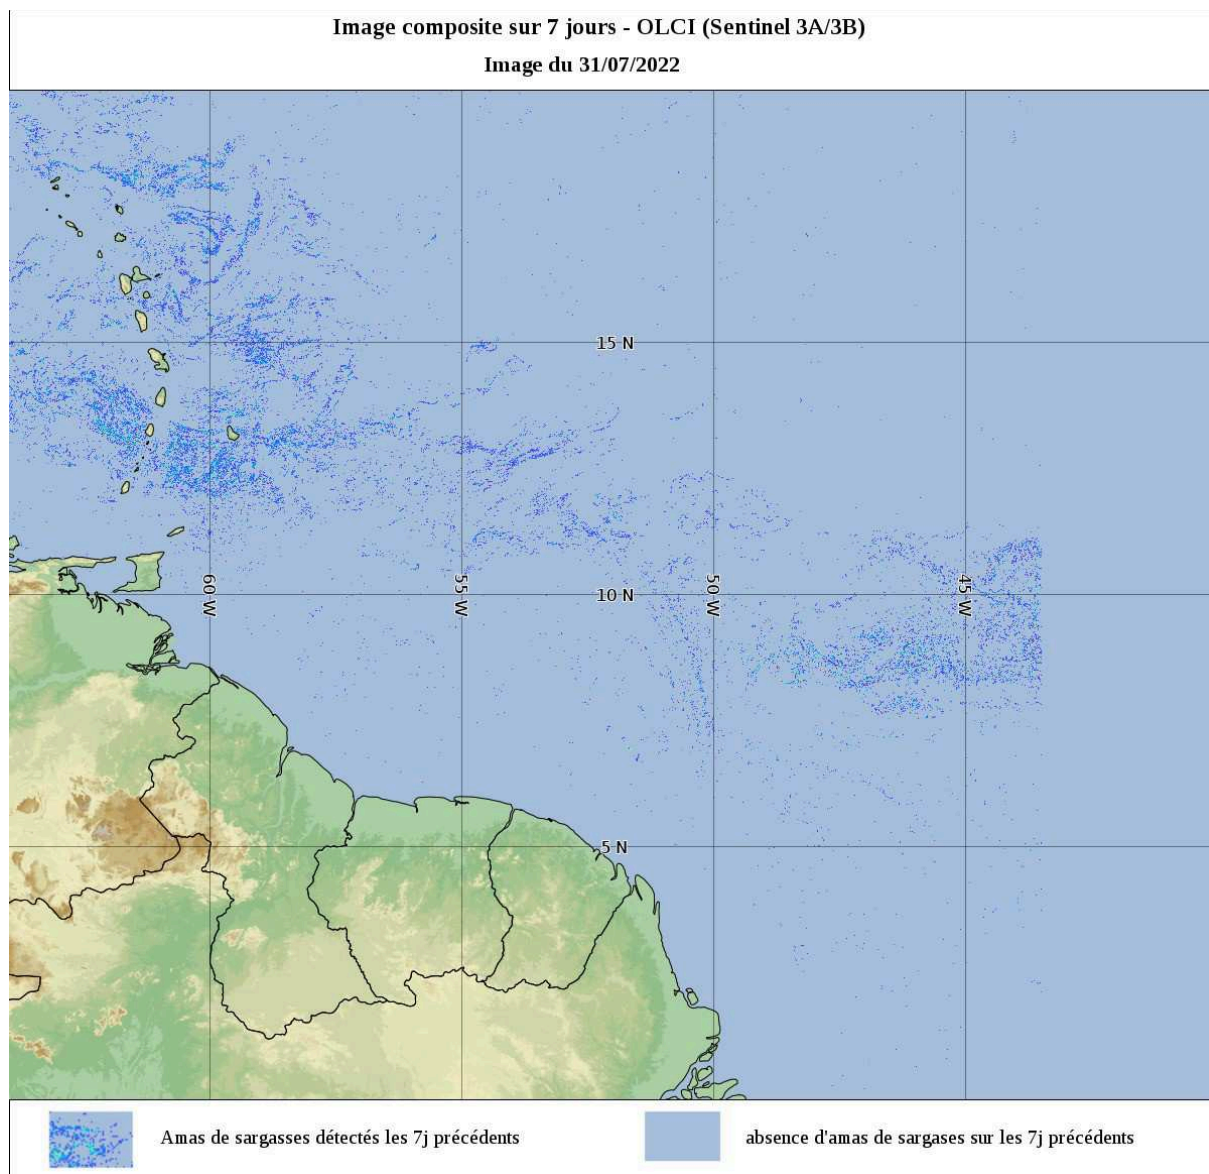 Image composite sur 7 jours - OLCI (Sentinel 3A/3B)
Image du 31/07/2022
15 N
60 W
55 W
10 N
50 W
45 W
5 N
Amas de sargasses détectés les 7j précédents
absence d'amas de sargases sur les 7j précédents